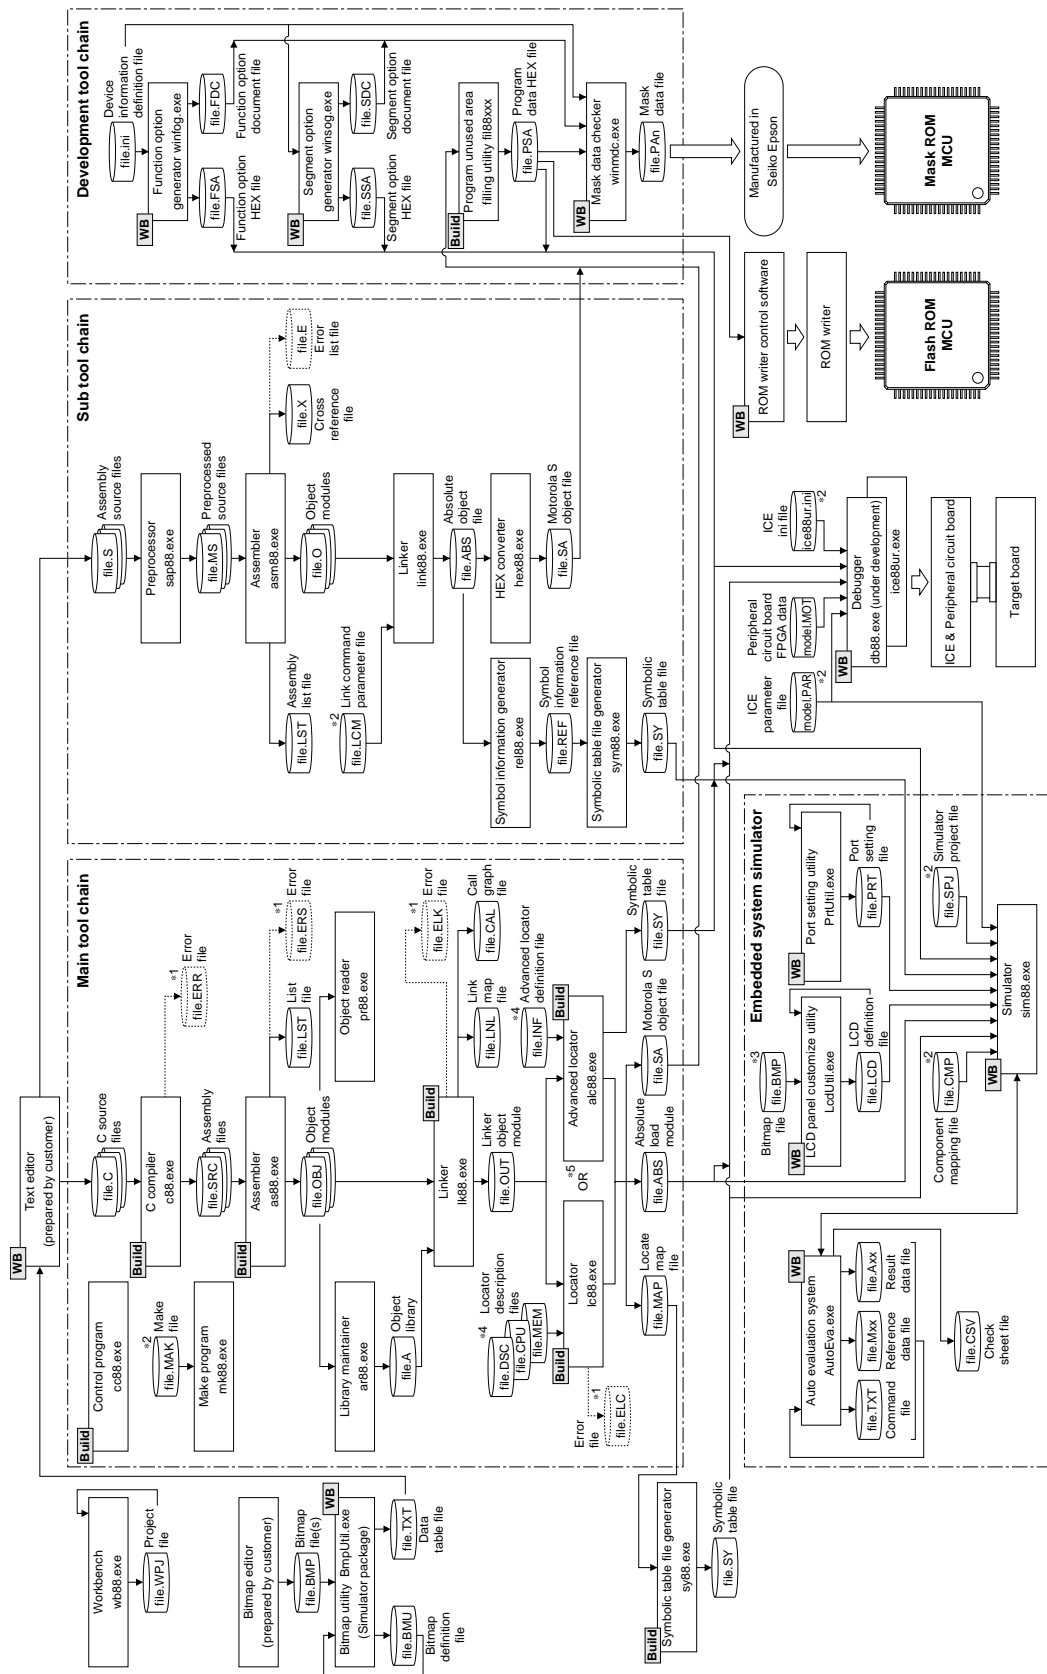 Workbench
wb88.exe
file.WPJ
Project
file
Bitmap editor
(prepared by customer)
file.BMP
Bitmap
file(s)
WB
Bitmap utility BmpUtil.exe
(Simulator package)
file.BMU
Bitmap
definition
file
file.TXT
Data
table file
Build
Symbolic table file generator
sy88.exe
file.SY
Symbolic
table file
WB
Text editor
(prepared by customer)
Main tool chain
Build
Control program
cc88.exe
file.MAK
*2
Make
file
Make program
mk88.exe
file.C
C source
files
Build
C compiler
c88.exe
file.ERR
*1
Error
file
file.SRC
Assembly
files
Build
Assembler
as88.exe
file.ERS
*1
Error
file
file.LST
List
file
file.OBJ
Object
modules
Object reader
pr88.exe
Library maintainer
ar88.exe
file.A
Object
library
Build
Linker
lk88.exe
file.ELK
*1
Error
file
file.CAL
Call
graph
file
file.LNL
Link
map
file
file.OUT
Linker
object
module
file.DSC
file.CPU
file.MEM
*4
Locator
description
files
file.INF
*4
Advanced locator
definition file
Build
Locator
lc88.exe
*5
OR
Build
Advanced locator
alc88.exe
Error
file
*1
file.ELC
file.MAP
Locate
map
file
file.ABS
Absolute
load
module
file.SA
Motorola S
object file
file.SY
Symbolic
table
file
Sub tool chain
file.S
Assembly
source files
Preprocessor
sap88.exe
file.MS
Preprocessed
source files
Assembler
asm88.exe
file.LST
Assembly
list file
file.O
Object
modules
file.X
Cross
reference
file
file.E
Error
list file
file.LCM
*2
Link command
parameter file
Linker
link88.exe
file.ABS
Absolute
object
file
Symbol information generator
rel88.exe
HEX converter
hex88.exe
file.REF
Symbol
information
reference file
file.SA
Motorola S
object file
Symbolic table file generator
sym88.exe
file.SY
Symbolic
table file
Development tool chain
file.ini
Device
information
definition file
WB
Function option
generator winfog.exe
file.FSA
Function option
HEX file
file.FDC
Function option
document file
WB
Segment option
generator winsog.exe
file.SSA
Segment option
HEX file
file.SDC
Segment option
document file
Build
Program unused area
filling utility fil88xxx
file.PSA
Program
data HEX file
WB
Mask data checker
winmdc.exe
file.PAn
Mask
data file
Manufactured in
Seiko Epson
Mask ROM
MCU
WB
ROM writer control software
ROM writer
Flash ROM
MCU
ICE
parameter
file
model.PAR
*2
Peripheral
circuit board
FPGA data
model.MOT
ICE
ini file
ice88ur.ini
*2
WB
Debugger
db88.exe (under development)
ice88ur.exe
ICE & Peripheral circuit board
Target board
Embedded system simulator
WB
Auto evaluation system
AutoEva.exe
file.TXT
Command
file
file.Mxx
Reference
data file
file.Axx
Result
data file
file.CSV
Check
sheet file
Bitmap
file
file.BMP
*3
WB
LCD panel customize utility
LcdUtil.exe
file.LCD
LCD
definition
file
WB
Port setting utility
PrtUtil.exe
file.PRT
Port
setting
file
Component
mapping file
file.CMP
*2
file.SPJ
*2
Simulator
project file
WB
Simulator
sim88.exe